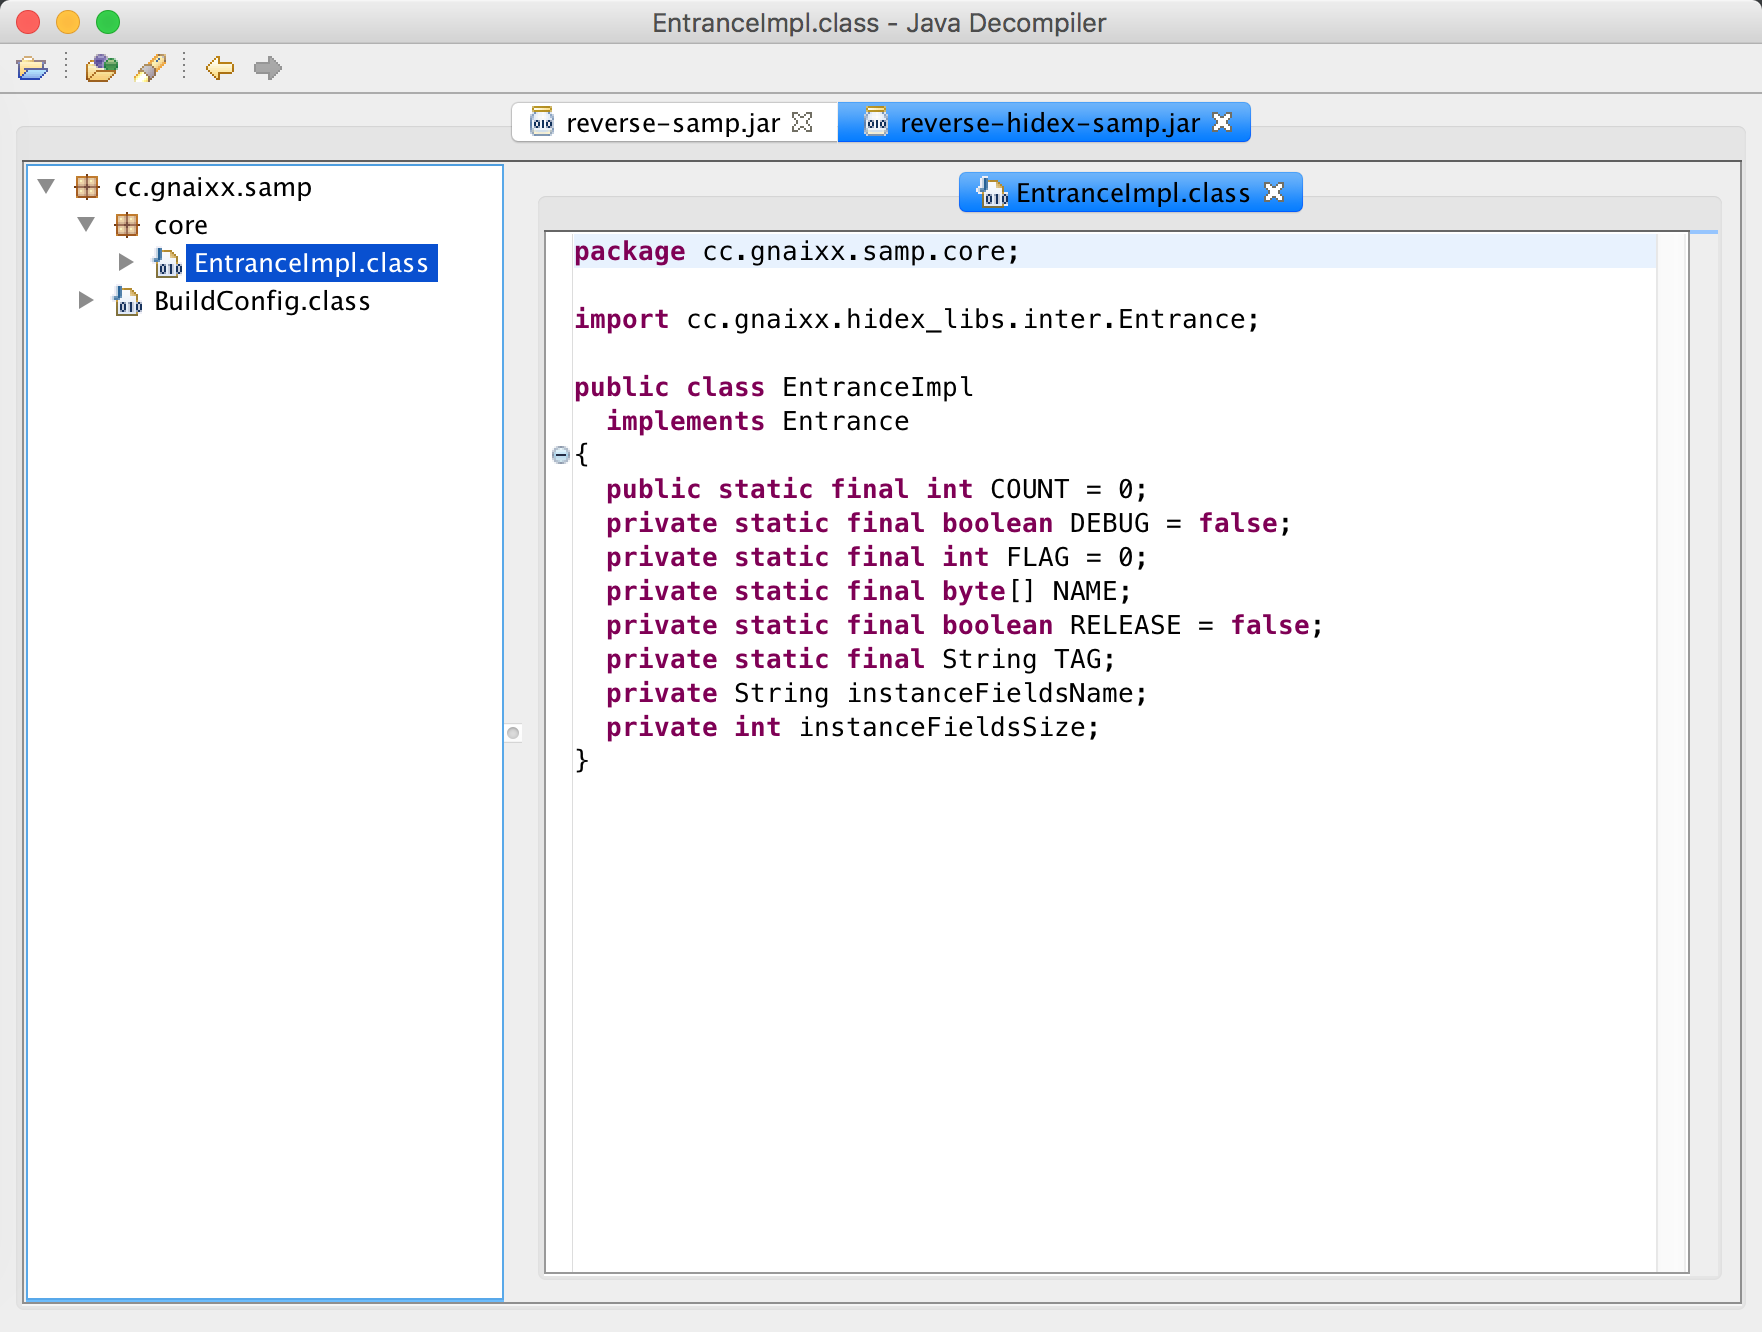 EntranceImpl.class - Java Decompiler
reverse-samp.jar
reverse-hidex-samp.jar
cc.gnaixx.samp
core
EntranceImpl.class
BuildConfig.class
EntranceImpl.class
package cc.gnaixx.samp.core;
import cc.gnaixx.hidex_libs.inter.Entrance;
public class EntranceImpl
implements Entrance
{
public static final int COUNT = 0;
private static final boolean DEBUG = false;
private static final int FLAG = 0;
private static final byte[] NAME;
private static final boolean RELEASE = false;
private static final String TAG;
private String instanceFieldsName;
private int instanceFieldsSize;
}